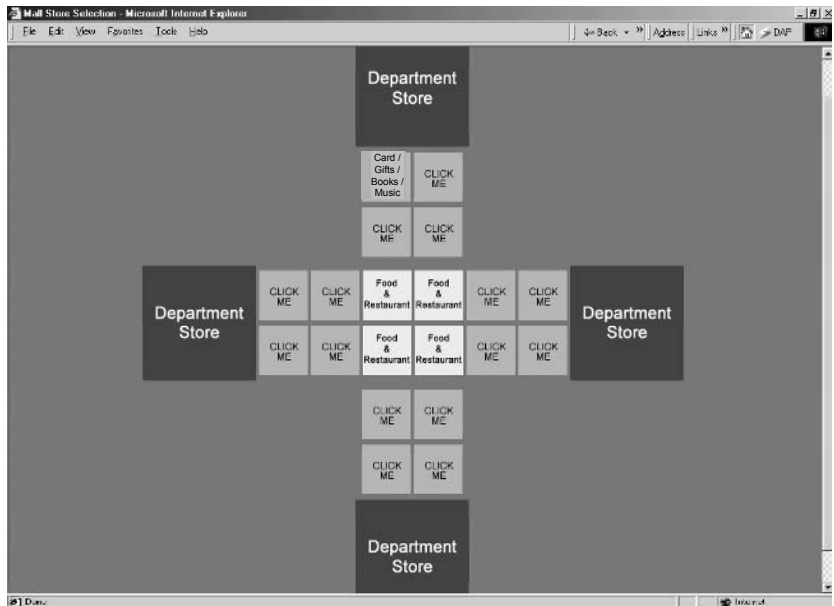 Mall Store Selection - Microsoft Internet Explorer
File Edit View Favorites Tools Help
Back Address Links DAP
Department
Store
Card /
Gifts /
Books /
Music
CLICK
ME
CLICK
ME
CLICK
ME
Department
Store
CLICK
ME
CLICK
ME
Food
&
Restaurant
Food
&
Restaurant
CLICK
ME
CLICK
ME
CLICK
ME
CLICK
ME
Food
&
Restaurant
Food
&
Restaurant
CLICK
ME
CLICK
ME
Department
Store
CLICK
ME
CLICK
ME
CLICK
ME
CLICK
ME
Department
Store
Done
Internet